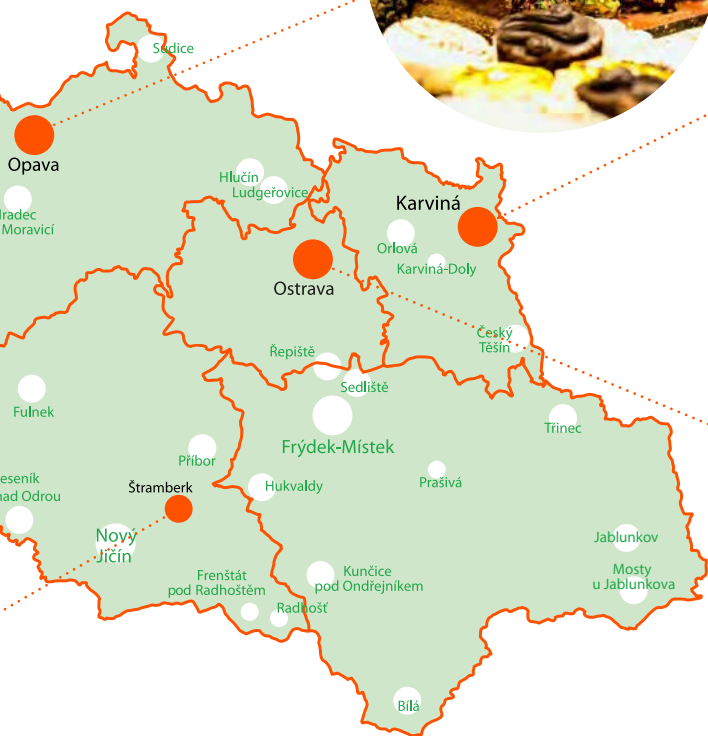 Sudice
Opava
Hlučín
Ludgeřovice
Hradec
Moravicí
Karviná
Orlová
Karviná-Doly
Ostrava
Český
Těšín
Řepiště
Sedliště
Fulnek
Třinec
Frýdek-Místek
Příbor
Prašivá
Hukvaldy
Štramberk
eseník
nad Odrou
Nový
Jičín
Jablunkov
Mosty
u Jablunkova
Kunčice
pod Ondřejníkem
Frenštát
pod Radhoštěm
Radhošť
Bílá